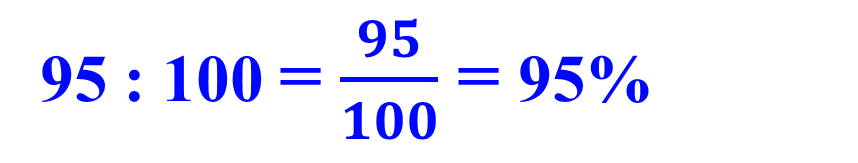 95 : 100 = 95/100 = 95%